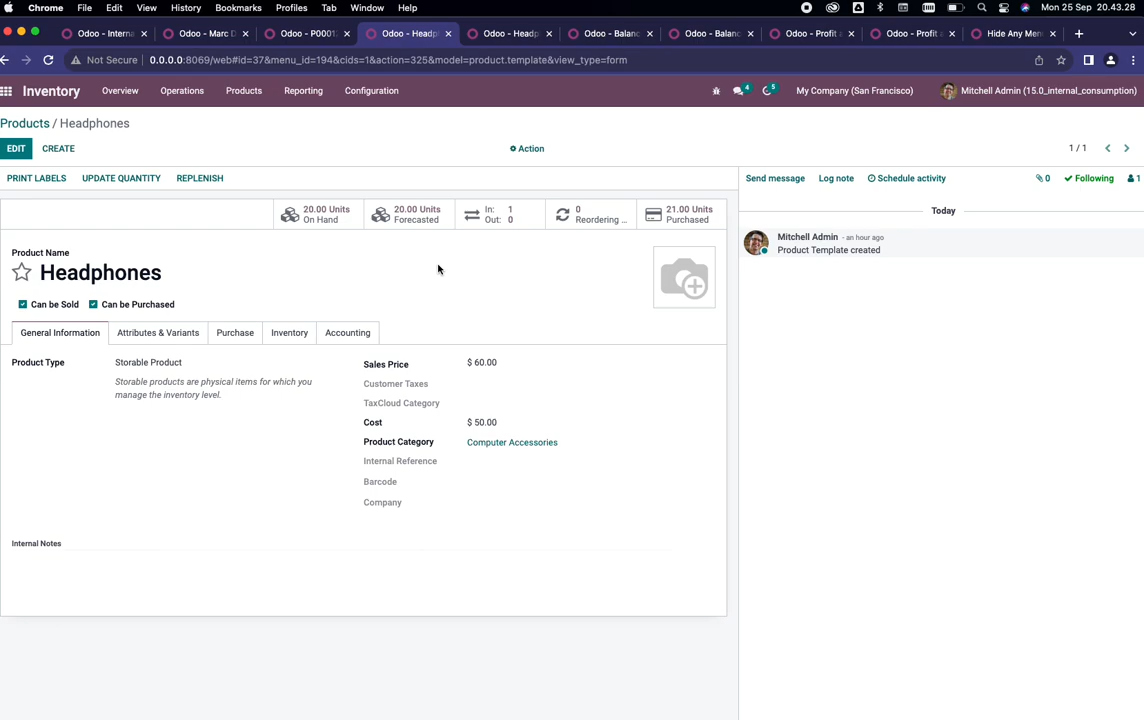 Chrome File Edit View History Bookmarks Profiles Tab Window Help Mon 25 Sep 20.43.28
Odoo - Interna Odoo - Marc D Odoo - P0001 Odoo - Headp Odoo - Headp Odoo - Balanc Odoo - Balanc Odoo - Profit a Odoo - Profit a Hide Any Men
Not Secure 0.0.0.0:8069/web#id=37&menu_id=194&cids=1&action=325&model=product.template&view_type=form
Inventory Overview Operations Products Reporting Configuration 4 5 My Company (San Francisco) Mitchell Admin (15.0_internal_consumption)
Products / Headphones
EDIT CREATE Action 1 / 1
PRINT LABELS UPDATE QUANTITY REPLENISH Send message Log note Schedule activity 0 Following 1
20.00 Units On Hand
20.00 Units Forecasted
In: 1
Out: 0
0 Reordering ...
21.00 Units Purchased
Today
Mitchell Admin - an hour ago
Product Template created
Product Name
Headphones
Can be Sold Can be Purchased
General Information Attributes & Variants Purchase Inventory Accounting
Product Type Storable Product
Storable products are physical items for which you
manage the inventory level.
Sales Price $ 60.00
Customer Taxes
TaxCloud Category
Cost $ 50.00
Product Category Computer Accessories
Internal Reference
Barcode
Company
Internal Notes